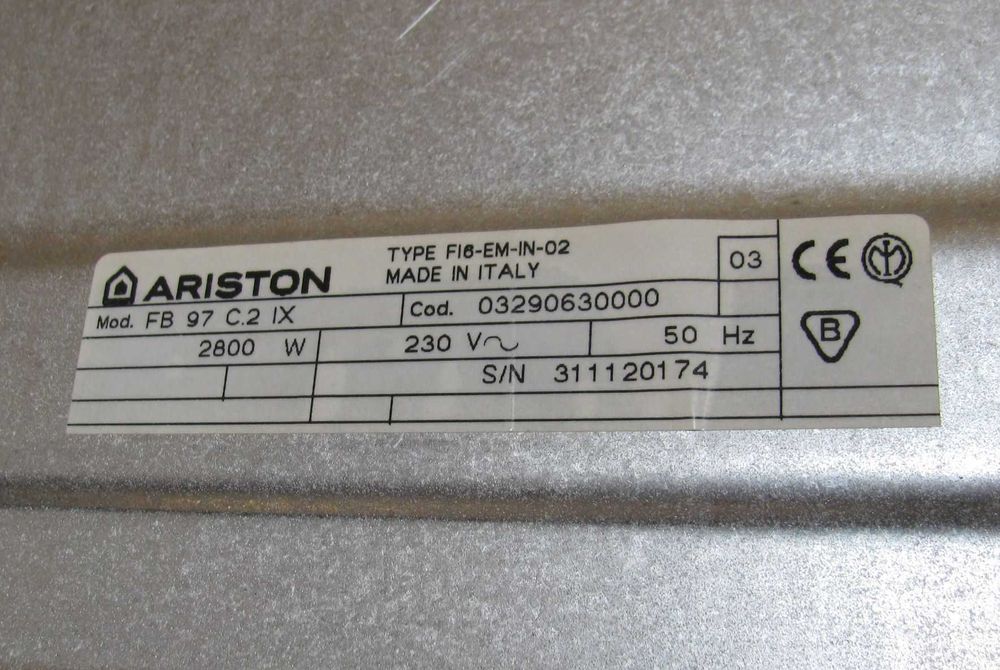 ARISTON
TYPE FI6-EM-IN-02
MADE IN ITALY
03
Mod. FB 97 C.2 IX
Cod. 03290630000
2800 W
230 V~
50 Hz
S/N 311120174
CE
B